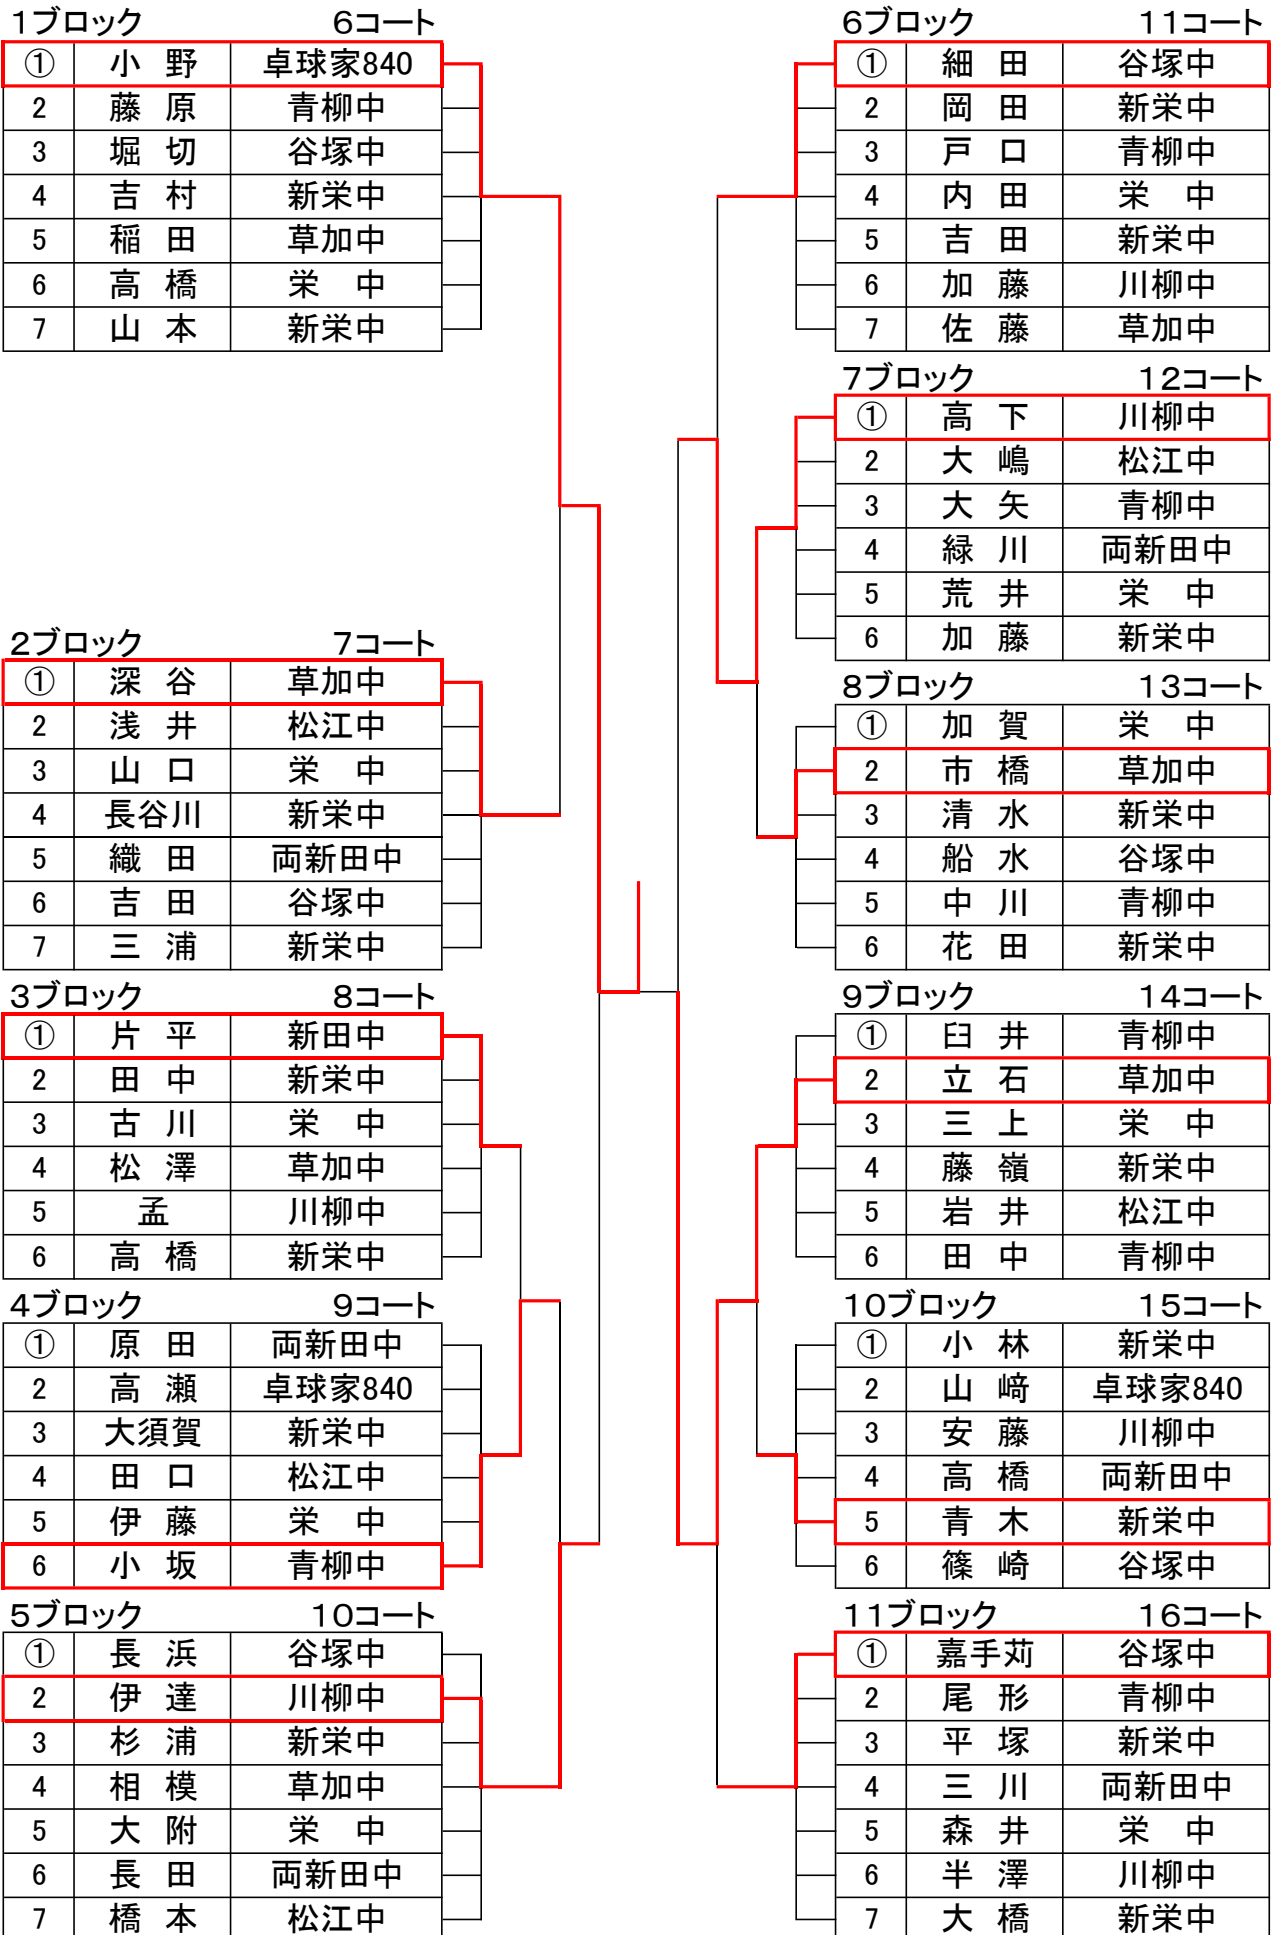 1ブロック 6コート
① 小 野 卓球家840
2 藤 原 青柳中
3 堀 切 谷塚中
4 吉 村 新栄中
5 稲 田 草加中
6 高 橋 栄 中
7 山 本 新栄中
2ブロック 7コート
① 深 谷 草加中
2 浅 井 松江中
3 山 口 栄 中
4 長谷川 新栄中
5 織 田 両新田中
6 吉 田 谷塚中
7 三 浦 新栄中
3ブロック 8コート
① 片 平 新田中
2 田 中 新栄中
3 古 川 栄 中
4 松 澤 草加中
5 孟 川柳中
6 高 橋 新栄中
4ブロック 9コート
① 原 田 両新田中
2 高 瀬 卓球家840
3 大須賀 新栄中
4 田 口 松江中
5 伊 藤 栄 中
6 小 坂 青柳中
5ブロック 10コート
① 長 浜 谷塚中
2 伊 達 川柳中
3 杉 浦 新栄中
4 相 模 草加中
5 大 附 栄 中
6 長 田 両新田中
7 橋 本 松江中
6ブロック 11コート
① 細 田 谷塚中
2 岡 田 新栄中
3 戸 口 青柳中
4 内 田 栄 中
5 吉 田 新栄中
6 加 藤 川柳中
7 佐 藤 草加中
7ブロック 12コート
① 高 下 川柳中
2 大 嶋 松江中
3 大 矢 青柳中
4 緑 川 両新田中
5 荒 井 栄 中
6 加 藤 新栄中
8ブロック 13コート
① 加 賀 栄 中
2 市 橋 草加中
3 清 水 新栄中
4 船 水 谷塚中
5 中 川 青柳中
6 花 田 新栄中
9ブロック 14コート
① 臼 井 青柳中
2 立 石 草加中
3 三 上 栄 中
4 藤 嶺 新栄中
5 岩 井 松江中
6 田 中 青柳中
10ブロック 15コート
① 小 林 新栄中
2 山 﨑 卓球家840
3 安 藤 川柳中
4 高 橋 両新田中
5 青 木 新栄中
6 篠 崎 谷塚中
11ブロック 16コート
① 嘉手苅 谷塚中
2 尾 形 青柳中
3 平 塚 新栄中
4 三 川 両新田中
5 森 井 栄 中
6 半 澤 川柳中
7 大 橋 新栄中